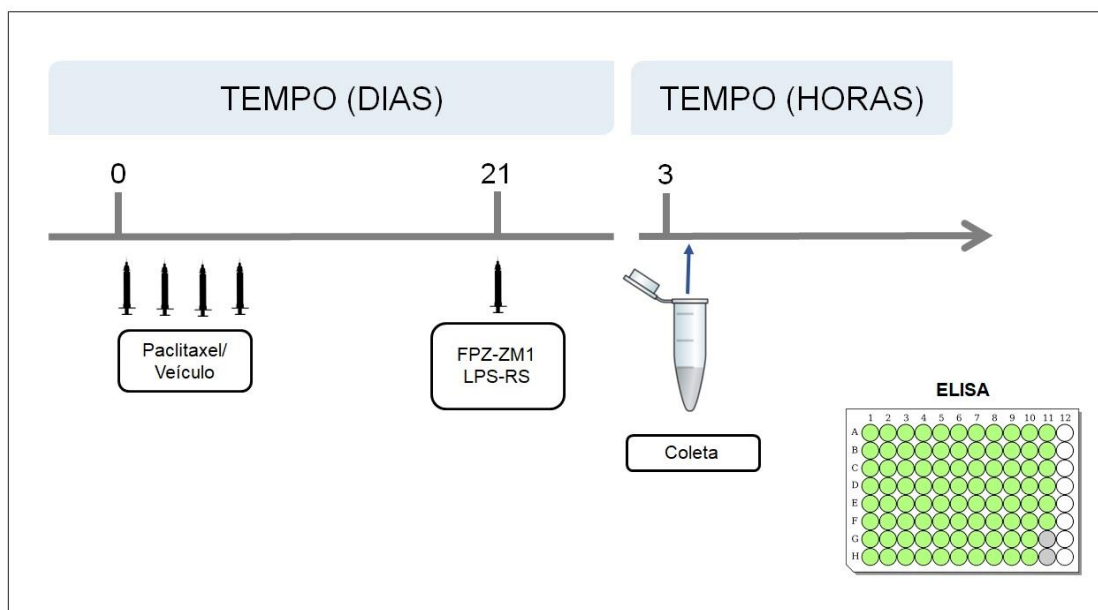 TEMPO (DIAS)
TEMPO (HORAS)
0
21
3
Paclitaxel/
Veículo
FPZ-ZM1
LPS-RS
Coleta
ELISA
1 2 3 4 5 6 7 8 9 10 11 12
A
B
C
D
E
F
G
H